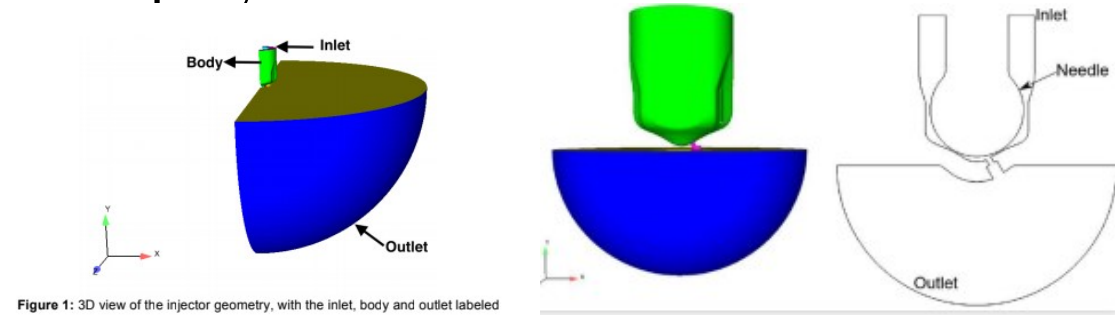 Inlet
Body
Outlet
Y
X
Figure 1: 3D view of the injector geometry, with the inlet, body and outlet labeled
Inlet
Needle
Outlet